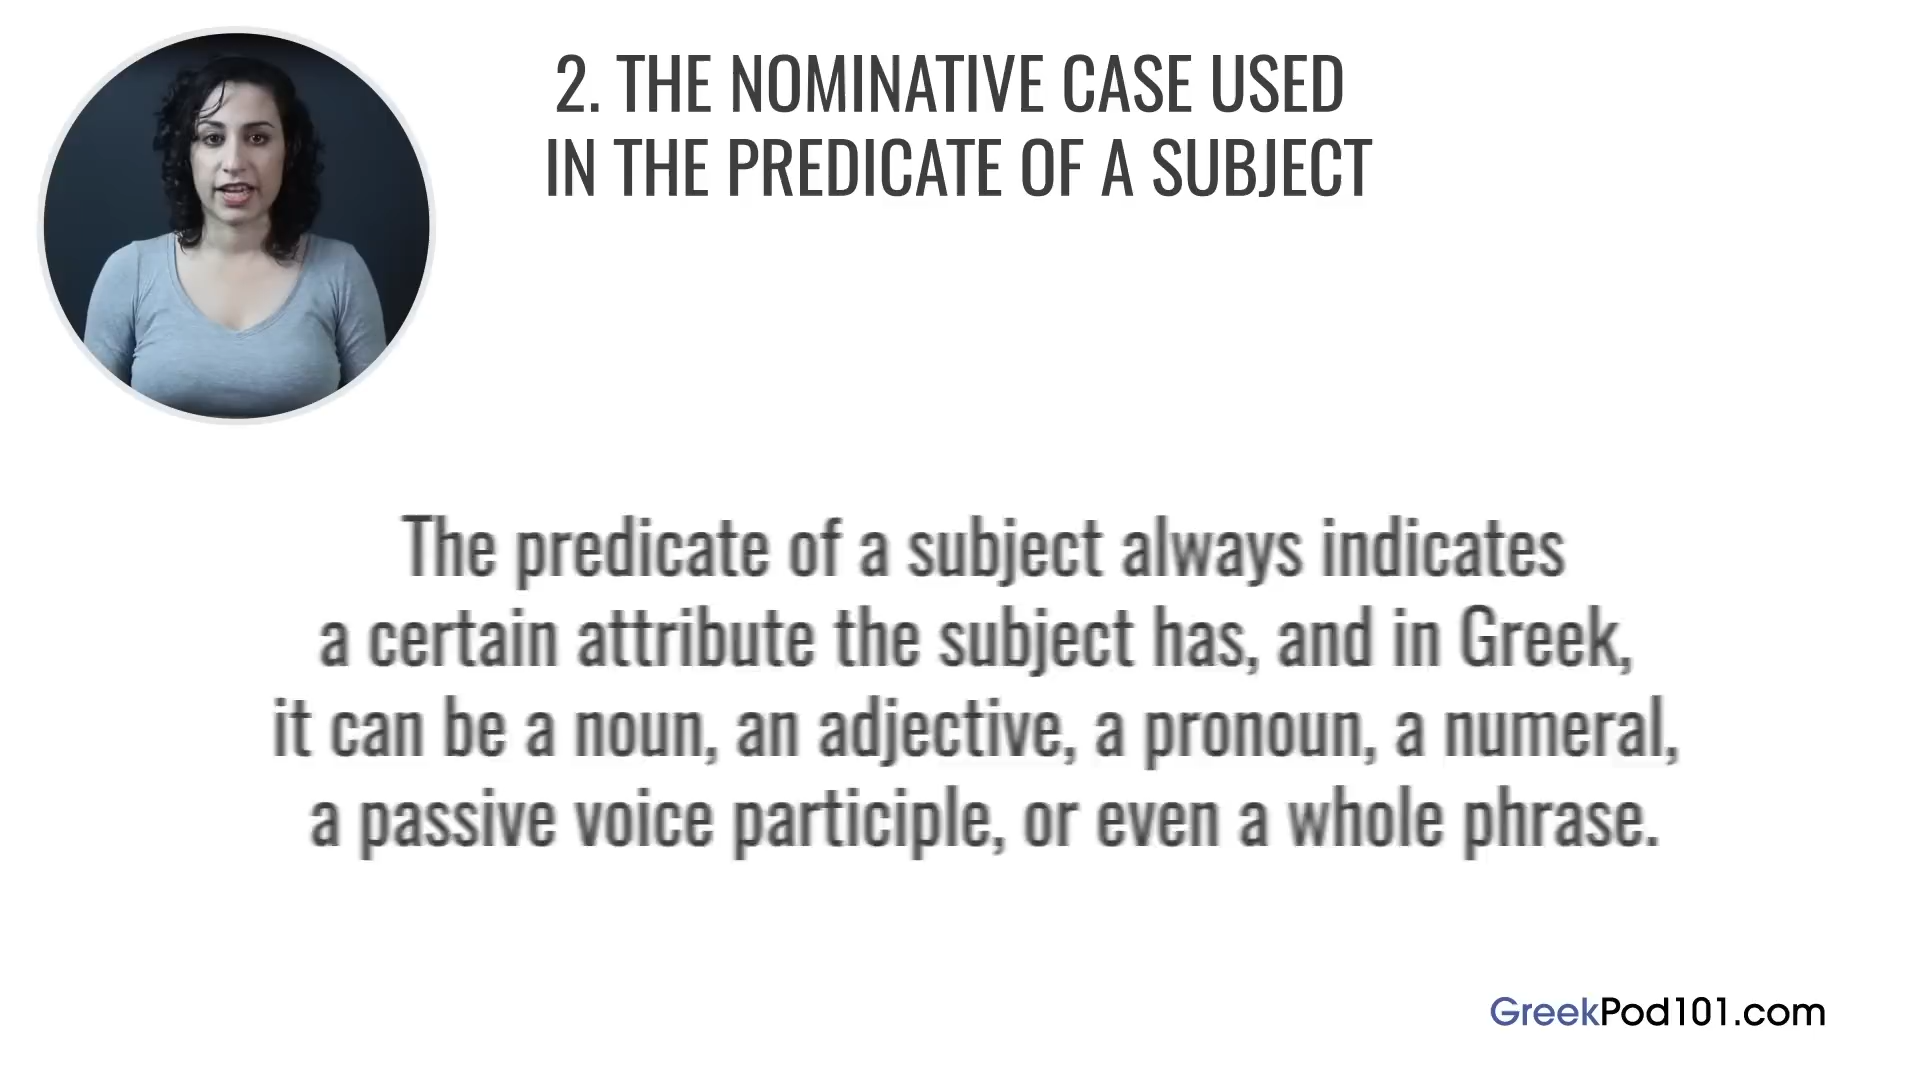 2. THE NOMINATIVE CASE USED
IN THE PREDICATE OF A SUBJECT
The predicate of a subject always indicates
a certain attribute the subject has, and in Greek,
it can be a noun, an adjective, a pronoun, a numeral,
a passive voice participle, or even a whole phrase.
GreekPod101.com